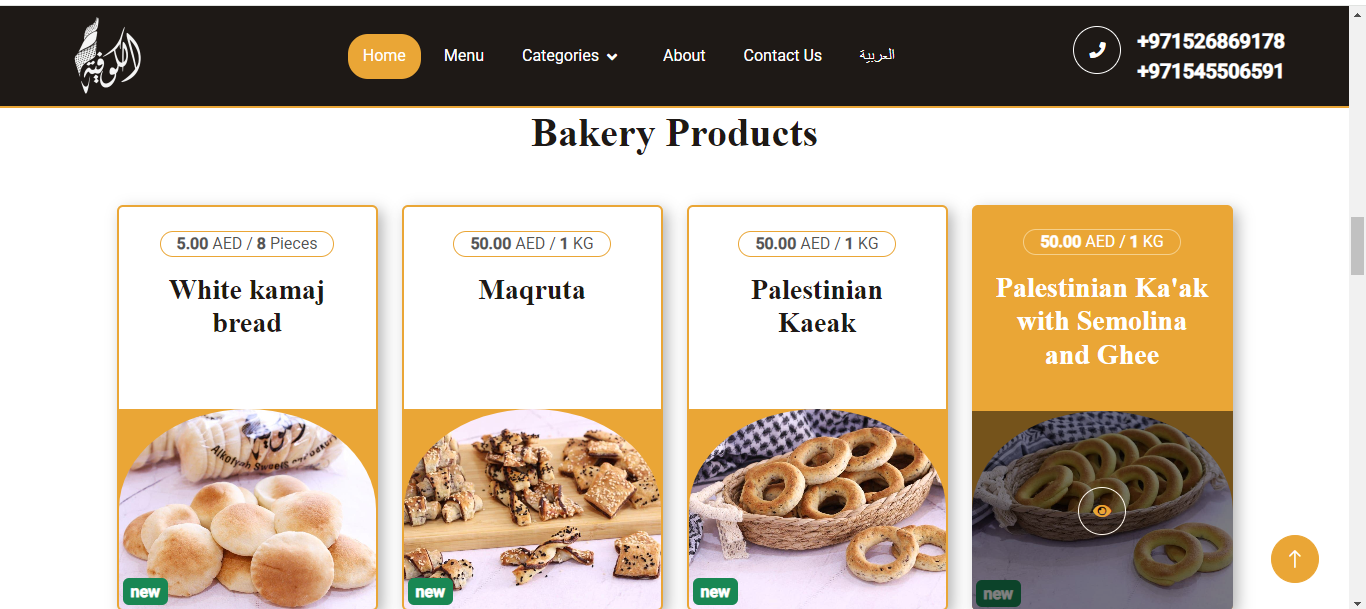 الكوفية
Home
Menu
Categories
About
Contact Us
العربية
+971526869178
+971545506591
Bakery Products
5.00 AED / 8 Pieces
White kamaj
bread
50.00 AED / 1 KG
Maqruta
50.00 AED / 1 KG
Palestinian
Kaeak
50.00 AED / 1 KG
Palestinian Ka'ak
with Semolina
and Ghee
Alkofyah Sweets
new
new
new
new